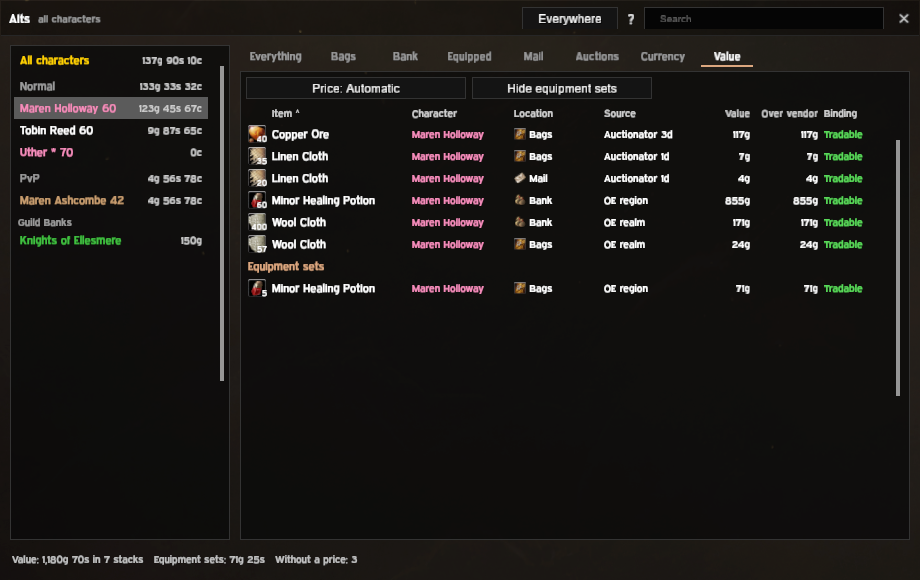 Alts all characters Everywhere ? Search ×
Everything Bags Bank Equipped Mail Auctions Currency Value
All characters 137g 90s 10c
Normal 133g 33s 32c
Maren Holloway 60 123g 45s 67c
Tobin Reed 60 9g 87s 65c
Uther * 70 0c
PvP 4g 56s 78c
Maren Ashcombe 42 4g 56s 78c
Guild Banks
Knights of Ellesmere 150g
Price: Automatic Hide equipment sets
Item ^ Character Location Source Value Over vendor Binding
40 Copper Ore Maren Holloway Bags Auctionator 3d 117g 117g Tradable
35 Linen Cloth Maren Holloway Bags Auctionator 1d 7g 7g Tradable
20 Linen Cloth Maren Holloway Mail Auctionator 1d 4g 4g Tradable
60 Minor Healing Potion Maren Holloway Bank OE region 855g 855g Tradable
400 Wool Cloth Maren Holloway Bank OE realm 171g 171g Tradable
57 Wool Cloth Maren Holloway Bags OE realm 24g 24g Tradable
Equipment sets
5 Minor Healing Potion Maren Holloway Bags OE region 71g 71g Tradable
Value: 1,180g 70s in 7 stacks Equipment sets: 71g 25s Without a price: 3